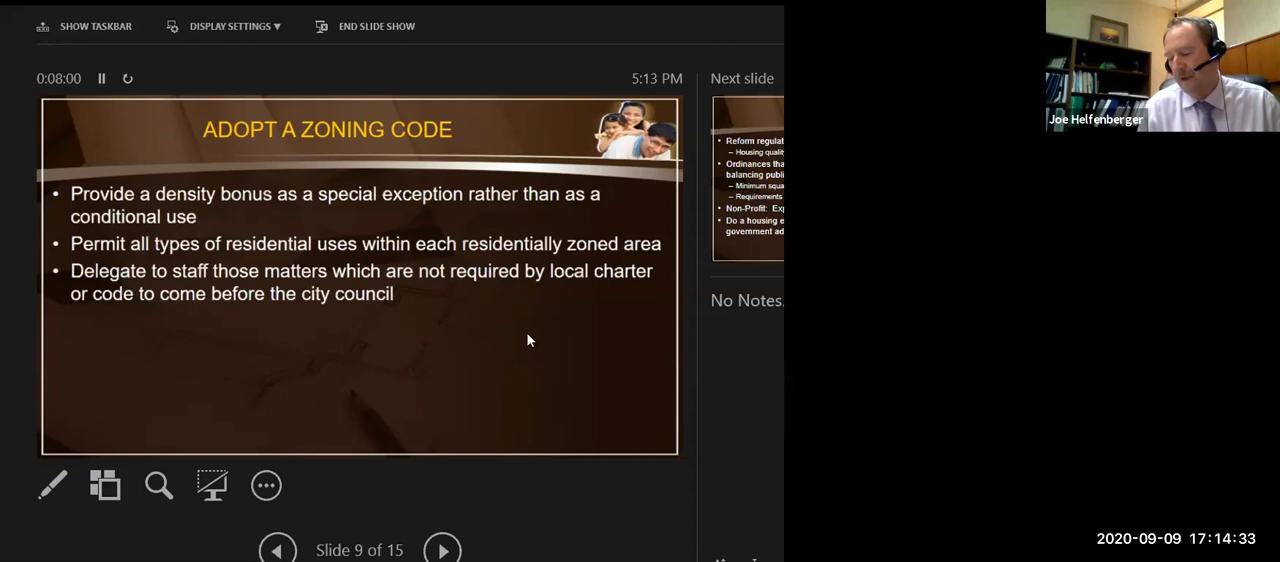 SHOW TASKBAR
DISPLAY SETTINGS ▼
END SLIDE SHOW
0:08:00
5:13 PM
Next slide
ADOPT A ZONING CODE
• Provide a density bonus as a special exception rather than as a
conditional use
• Permit all types of residential uses within each residentially zoned area
• Delegate to staff those matters which are not required by local charter
or code to come before the city council
• Reform regulat
– Housing quali
• Ordinances tha
balancing publi
– Minimum squa
– Requirements
• Non-Profit: Ex
• Do a housing e
government ad
No Notes.
Slide 9 of 15
Joe Helfenberger
2020-09-09 17:14:33